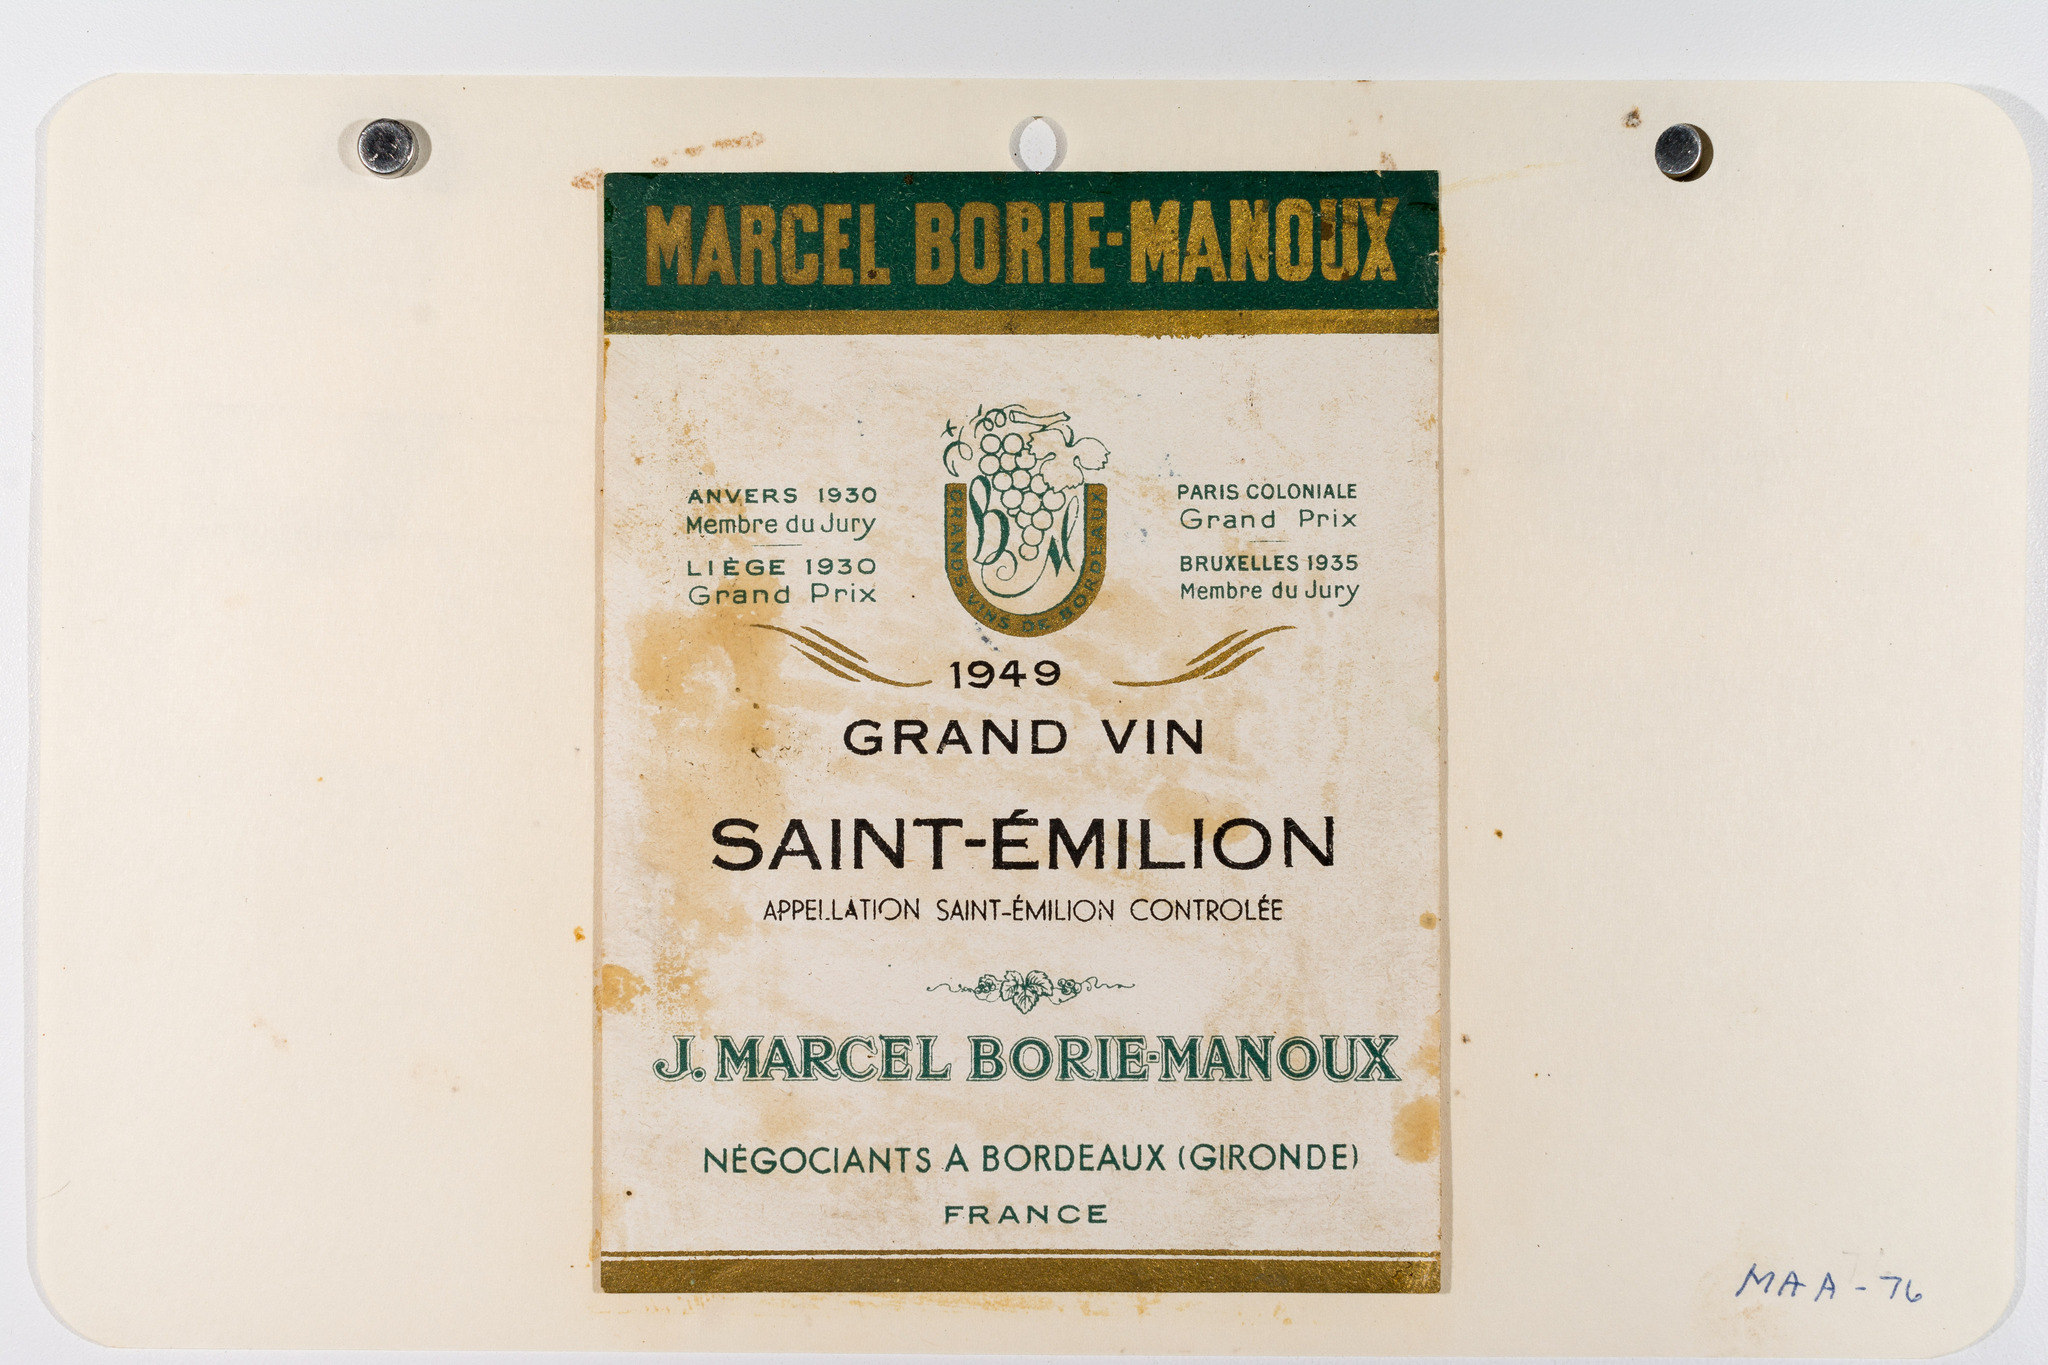 MARCEL BORIE-MANOUX
ANVERS 1930
Membre du Jury
LIÈGE 1930
Grand Prix
B M
GRANDS VINS DE BORDEAUX
PARIS COLONIALE
Grand Prix
BRUXELLES 1935
Membre du Jury
1949
GRAND VIN
SAINT-ÉMILION
APPELLATION SAINT-ÉMILION CONTROLÉE
J. MARCEL BORIE-MANOUX
NÉGOCIANTS A BORDEAUX (GIRONDE)
FRANCE
MAA-76